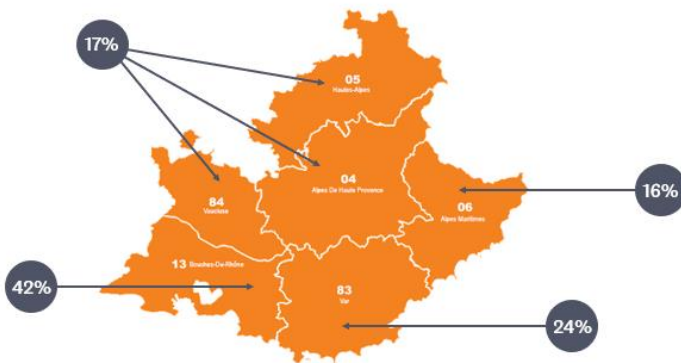 17%
05
Hautes-Alpes
04
Alpes De Haute Provence
84
Vaucluse
06
Alpes Maritimes
16%
13 Bouches-De-Rhône
42%
83
Var
24%